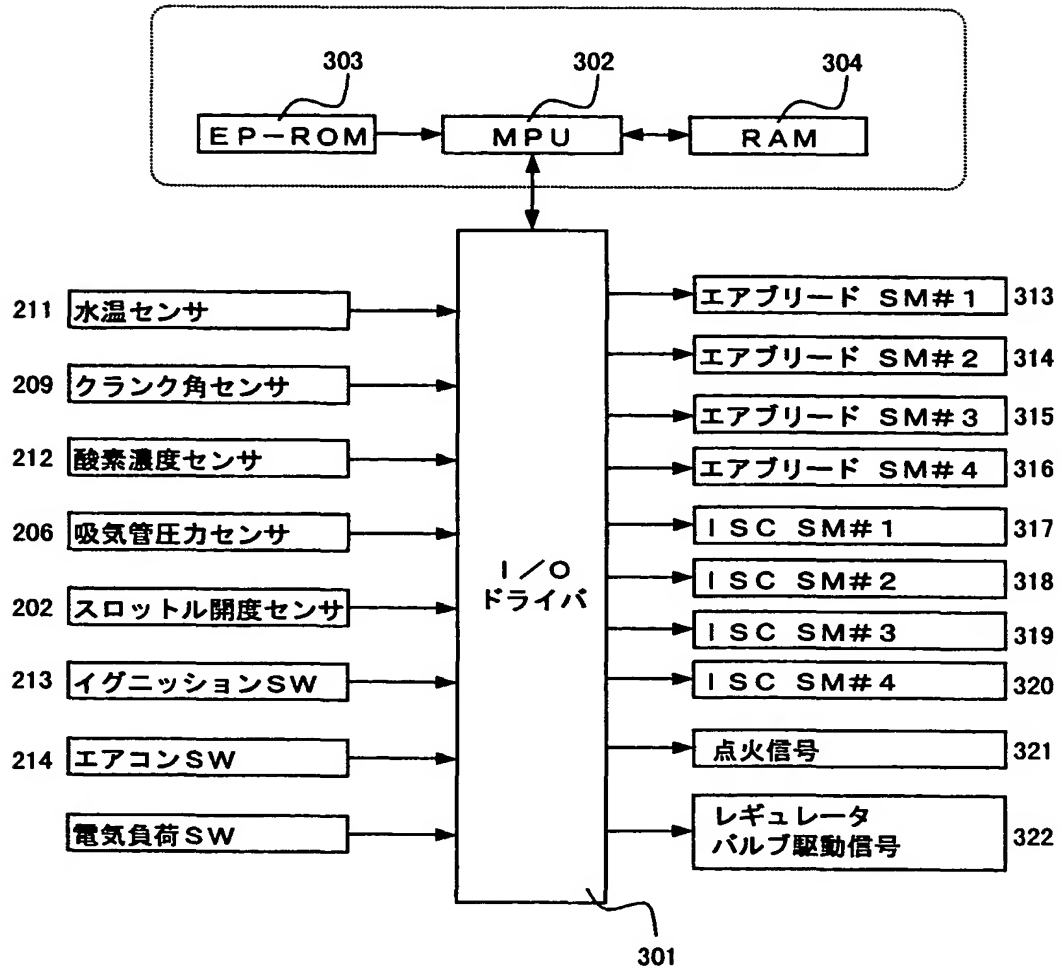 303 302 304
EP-ROM MPU RAM
211 水温センサ
209 クランク角センサ
212 酸素濃度センサ
206 吸気管圧力センサ
202 スロットル開度センサ
213 イグニッションSW
214 エアコンSW
電気負荷SW
I/O
ドライバ
301
エアブリード SM#1 313
エアブリード SM#2 314
エアブリード SM#3 315
エアブリード SM#4 316
ISC SM#1 317
ISC SM#2 318
ISC SM#3 319
ISC SM#4 320
点火信号 321
レギュレータ
バルブ駆動信号 322